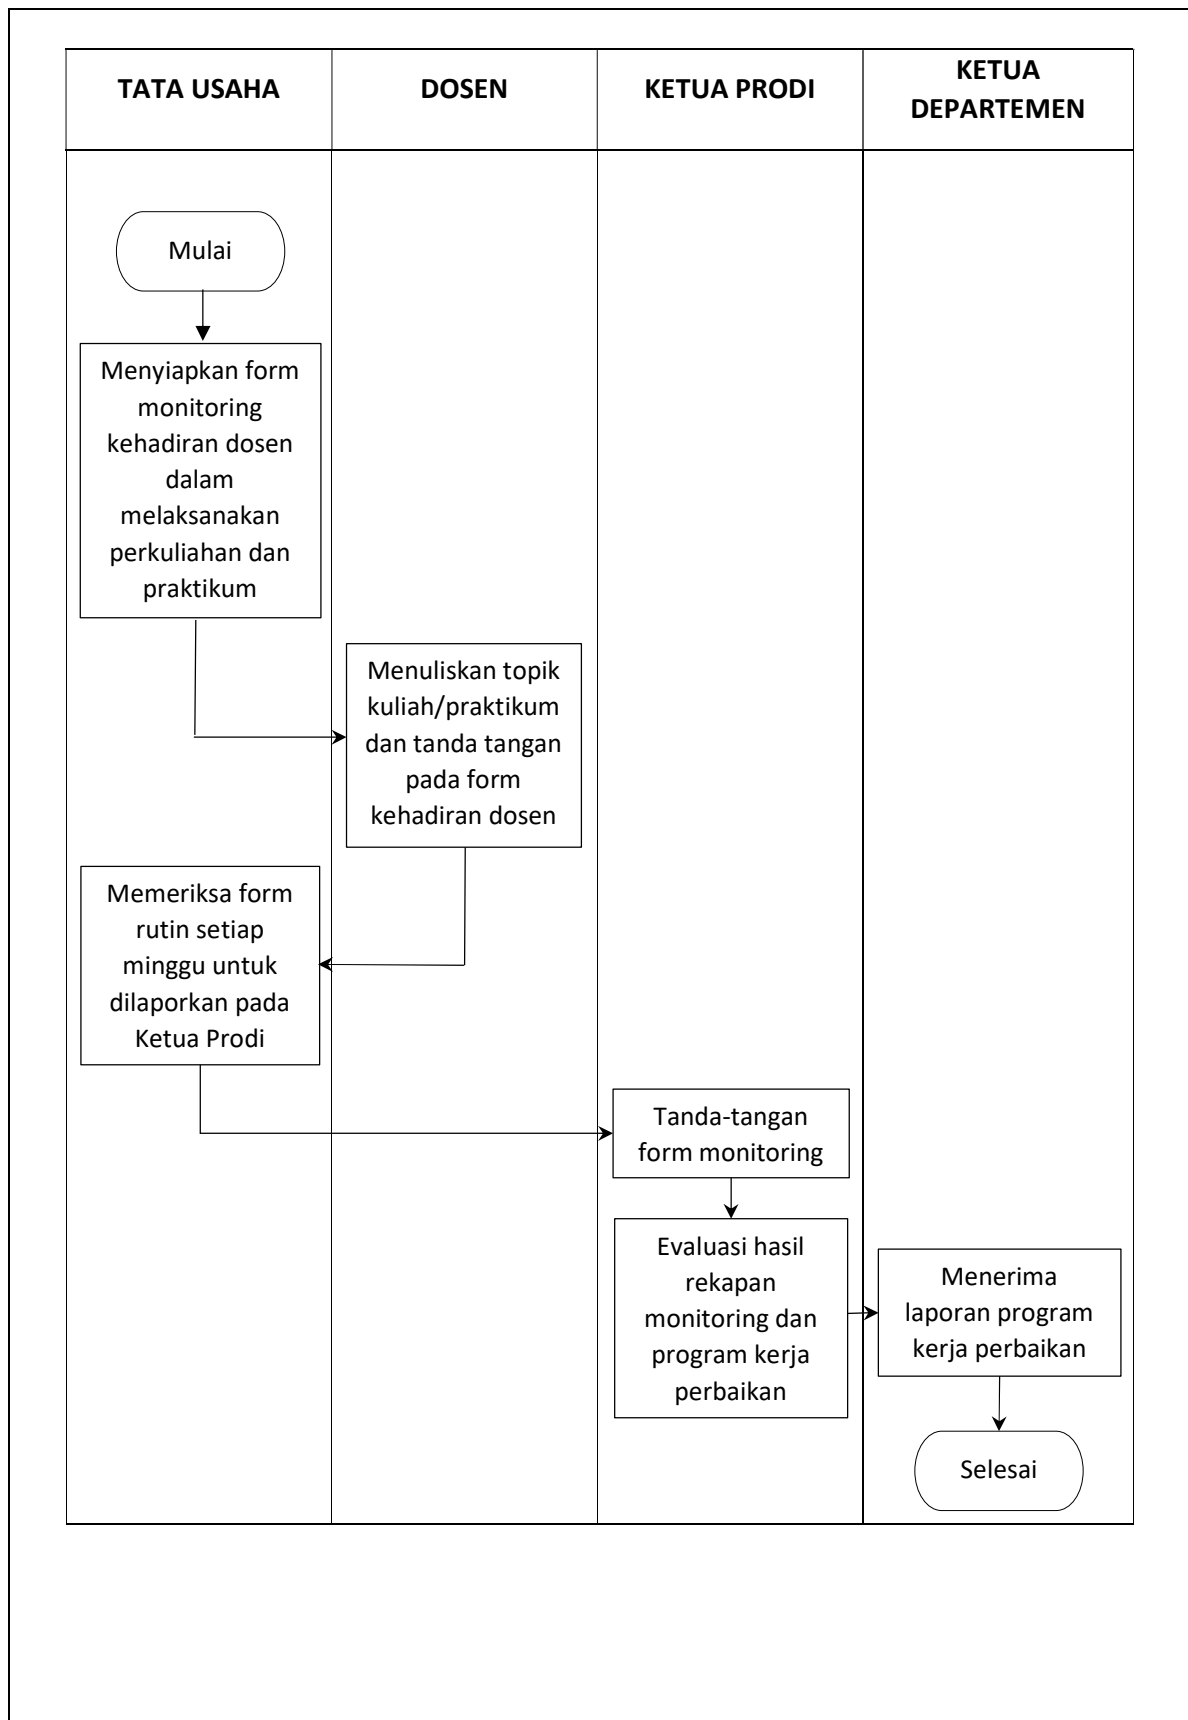 TATA USAHA
DOSEN
KETUA PRODI
KETUA
DEPARTEMEN
Mulai
Menyiapkan form
monitoring
kehadiran dosen
dalam
melaksanakan
perkuliahan dan
praktikum
Menuliskan topik
kuliah/praktikum
dan tanda tangan
pada form
kehadiran dosen
Memeriksa form
rutin setiap
minggu untuk
dilaporkan pada
Ketua Prodi
Tanda-tangan
form monitoring
Evaluasi hasil
rekapan
monitoring dan
program kerja
perbaikan
Menerima
laporan program
kerja perbaikan
Selesai